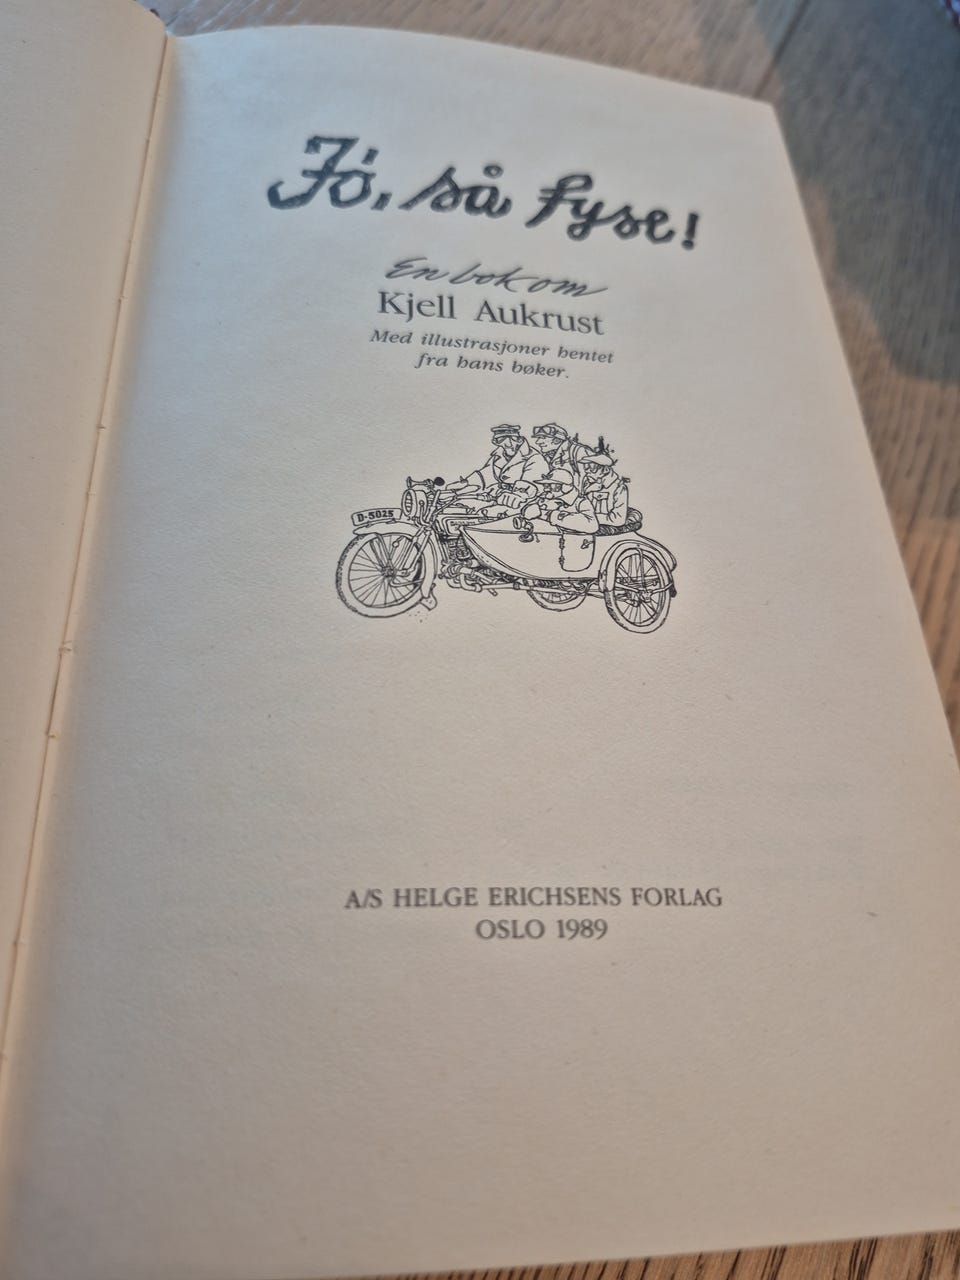 Jó, så fyse!
En bok om
Kjell Aukrust
Med illustrasjoner hentet
fra hans bøker.
D-5025
A/S HELGE ERICHSENS FORLAG
OSLO 1989